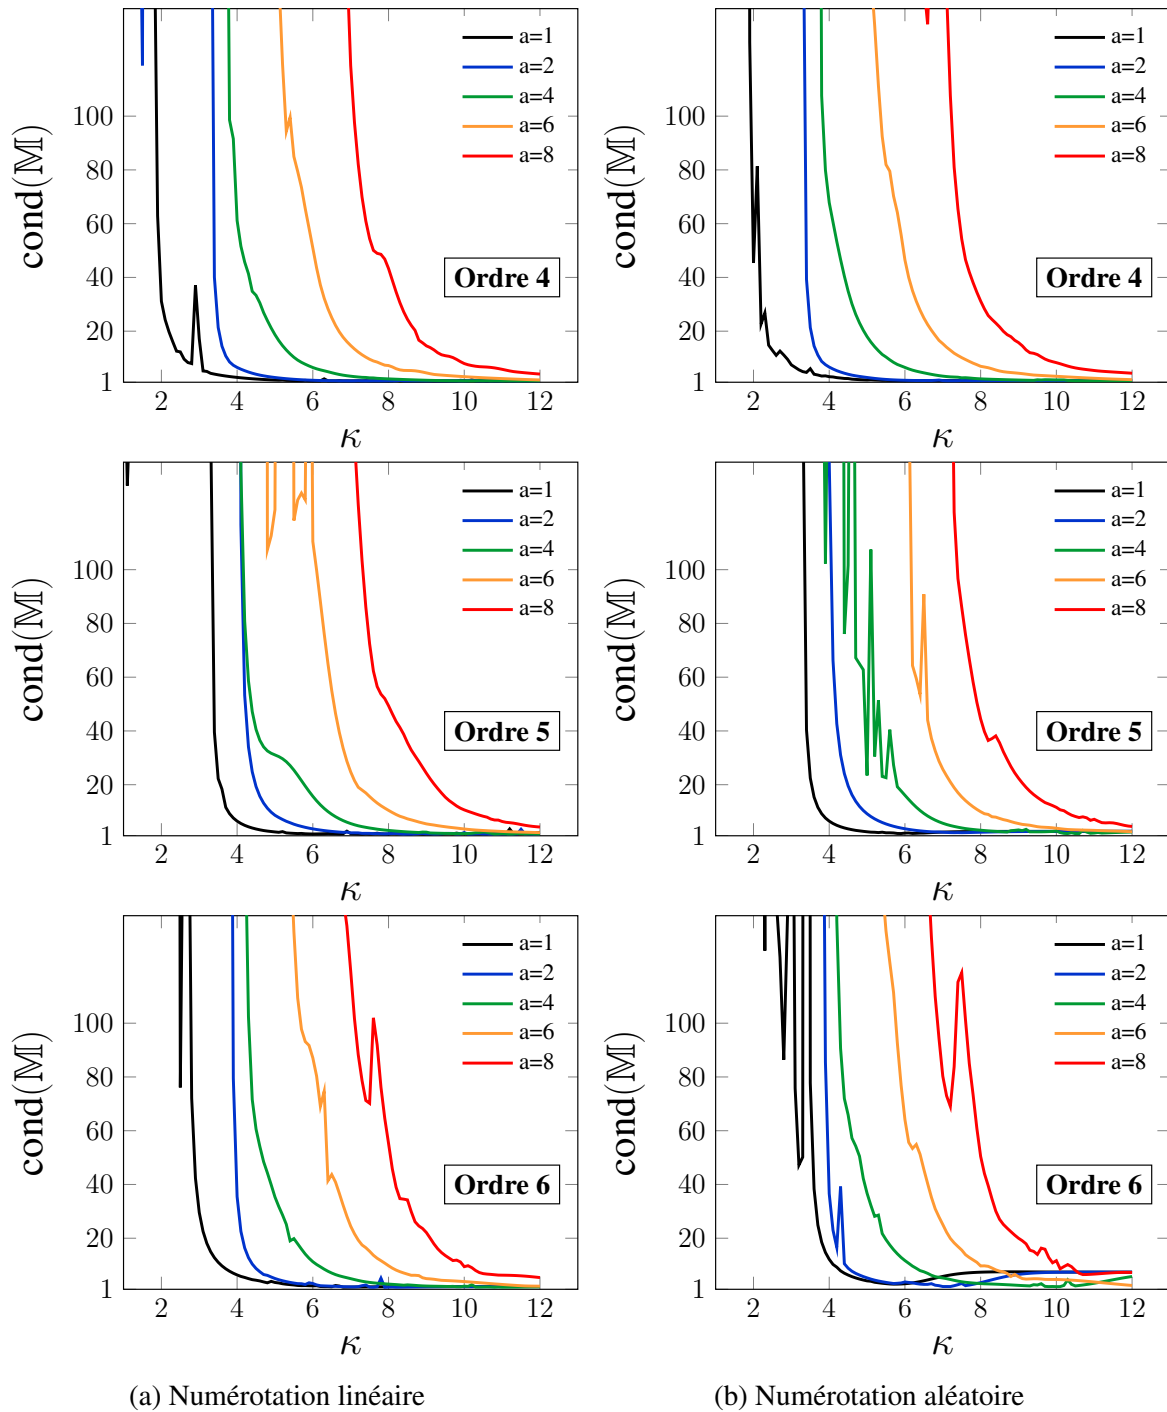 cond(𝕄)
100
80
60
40
20
1
a=1
a=2
a=4
a=6
a=8
Ordre 4
2 4 6 8 10 12
κ
cond(𝕄)
100
80
60
40
20
1
a=1
a=2
a=4
a=6
a=8
Ordre 4
2 4 6 8 10 12
κ
cond(𝕄)
100
80
60
40
20
1
a=1
a=2
a=4
a=6
a=8
Ordre 5
2 4 6 8 10 12
κ
cond(𝕄)
100
80
60
40
20
1
a=1
a=2
a=4
a=6
a=8
Ordre 5
2 4 6 8 10 12
κ
cond(𝕄)
100
80
60
40
20
1
a=1
a=2
a=4
a=6
a=8
Ordre 6
2 4 6 8 10 12
κ
cond(𝕄)
100
80
60
40
20
1
a=1
a=2
a=4
a=6
a=8
Ordre 6
2 4 6 8 10 12
κ
(a) Numérotation linéaire
(b) Numérotation aléatoire